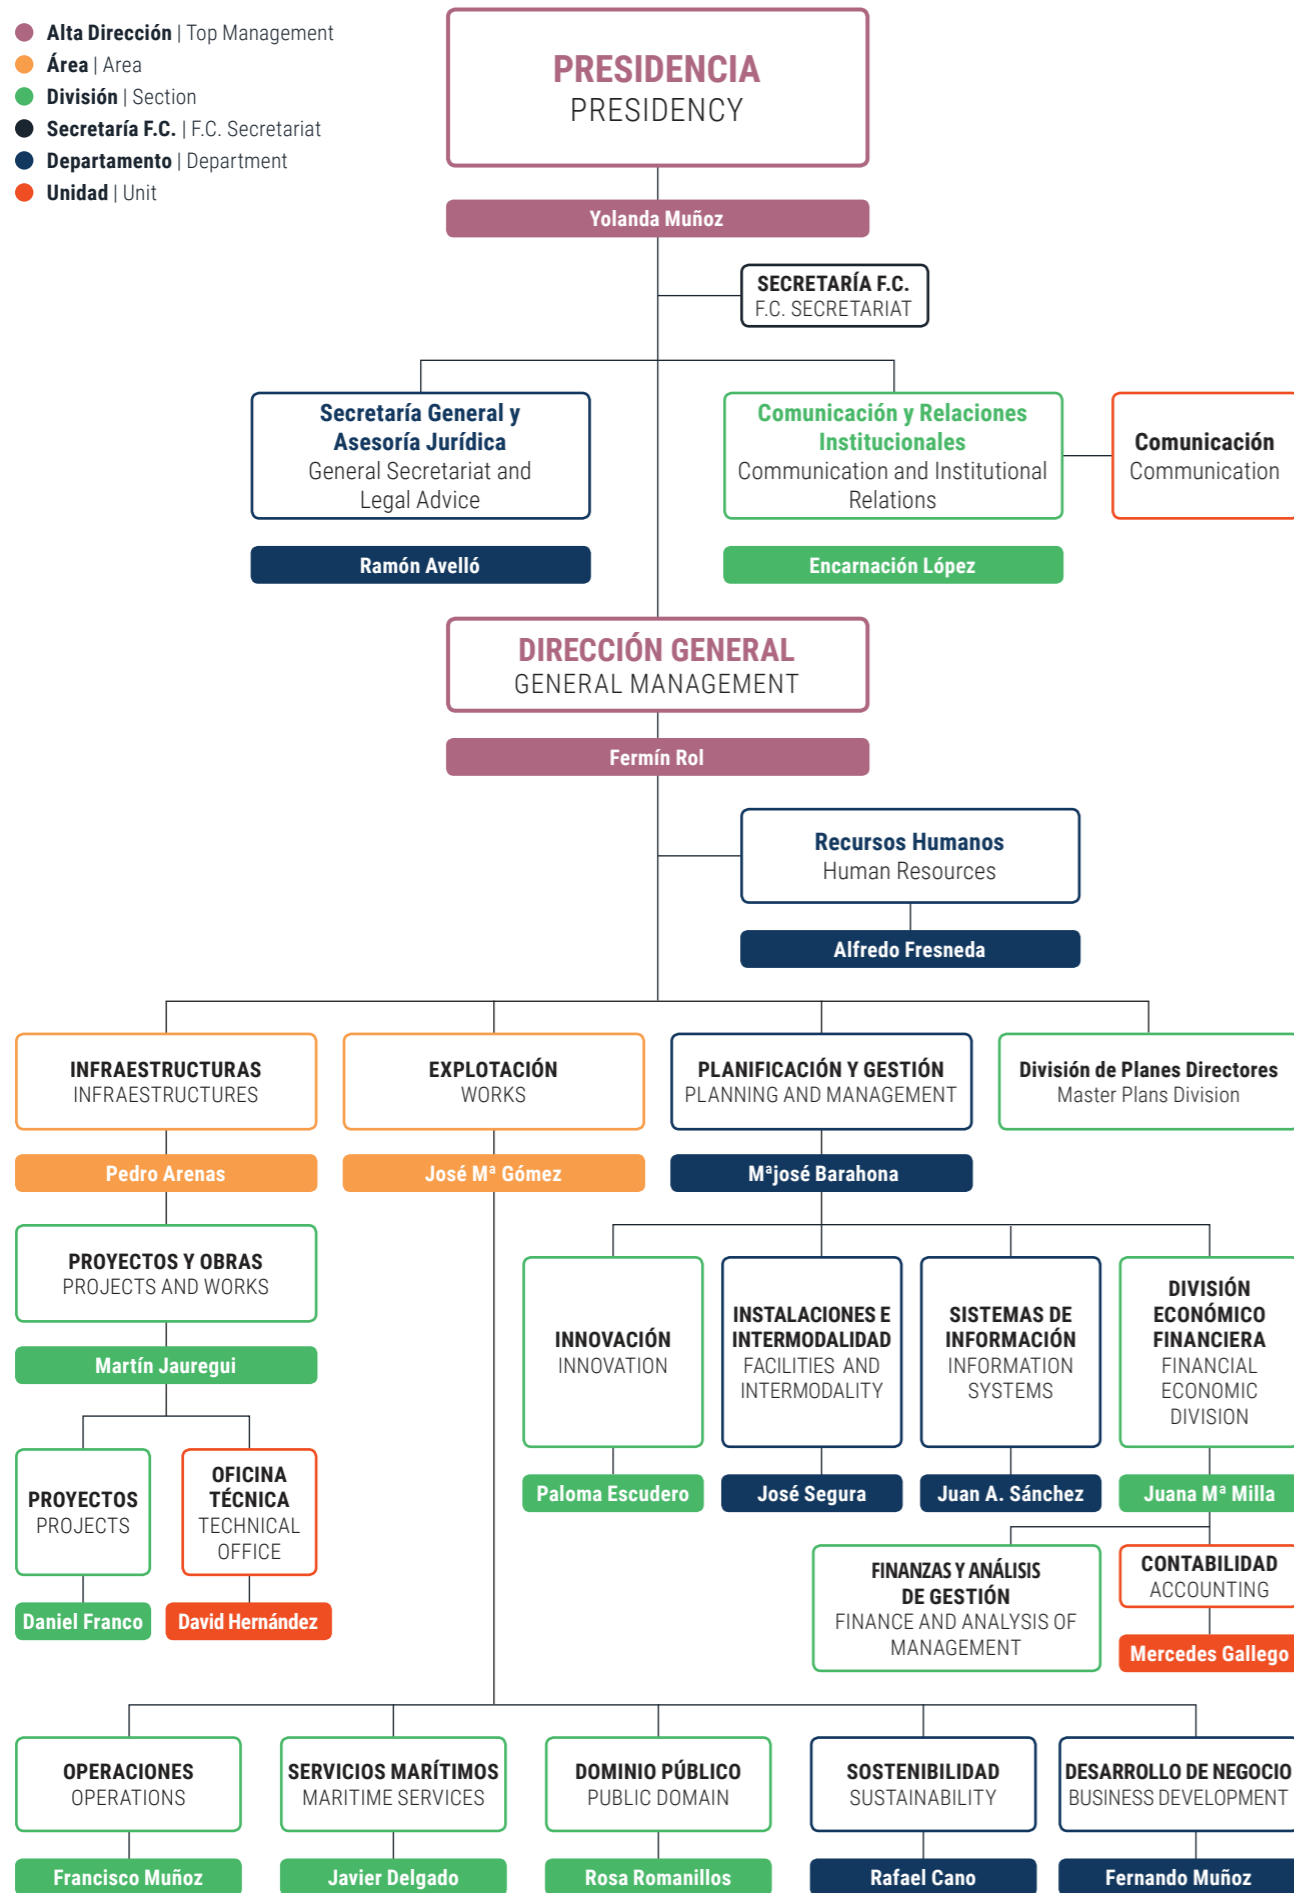 Alta Dirección | Top Management
Área | Area
División | Section
Secretaría F.C. | F.C. Secretariat
Departamento | Department
Unidad | Unit
PRESIDENCIA
PRESIDENCY
Yolanda Muñoz
SECRETARÍA F.C.
F.C. SECRETARIAT
Secretaría General y
Asesoría Jurídica
General Secretariat and
Legal Advice
Ramón Avelló
Comunicación y Relaciones
Institucionales
Communication and Institutional
Relations
Encarnación López
Comunicación
Communication
DIRECCIÓN GENERAL
GENERAL MANAGEMENT
Fermín Rol
Recursos Humanos
Human Resources
Alfredo Fresneda
INFRAESTRUCTURAS
INFRAESTRUCTURES
Pedro Arenas
EXPLOTACIÓN
WORKS
José Mª Gómez
PLANIFICACIÓN Y GESTIÓN
PLANNING AND MANAGEMENT
Mªjosé Barahona
División de Planes Directores
Master Plans Division
PROYECTOS Y OBRAS
PROJECTS AND WORKS
Martín Jauregui
PROYECTOS
PROJECTS
Daniel Franco
OFICINA
TÉCNICA
TECHNICAL
OFFICE
David Hernández
INNOVACIÓN
INNOVATION
Paloma Escudero
INSTALACIONES E
INTERMODALIDAD
FACILITIES AND
INTERMODALITY
José Segura
SISTEMAS DE
INFORMACIÓN
INFORMATION
SYSTEMS
Juan A. Sánchez
DIVISIÓN
ECONÓMICO
FINANCIERA
FINANCIAL
ECONOMIC
DIVISION
Juana Mª Milla
FINANZAS Y ANÁLISIS
DE GESTIÓN
FINANCE AND ANALYSIS OF
MANAGEMENT
CONTABILIDAD
ACCOUNTING
Mercedes Gallego
OPERACIONES
OPERATIONS
Francisco Muñoz
SERVICIOS MARÍTIMOS
MARITIME SERVICES
Javier Delgado
DOMINIO PÚBLICO
PUBLIC DOMAIN
Rosa Romanillos
SOSTENIBILIDAD
SUSTAINABILITY
Rafael Cano
DESARROLLO DE NEGOCIO
BUSINESS DEVELOPMENT
Fernando Muñoz